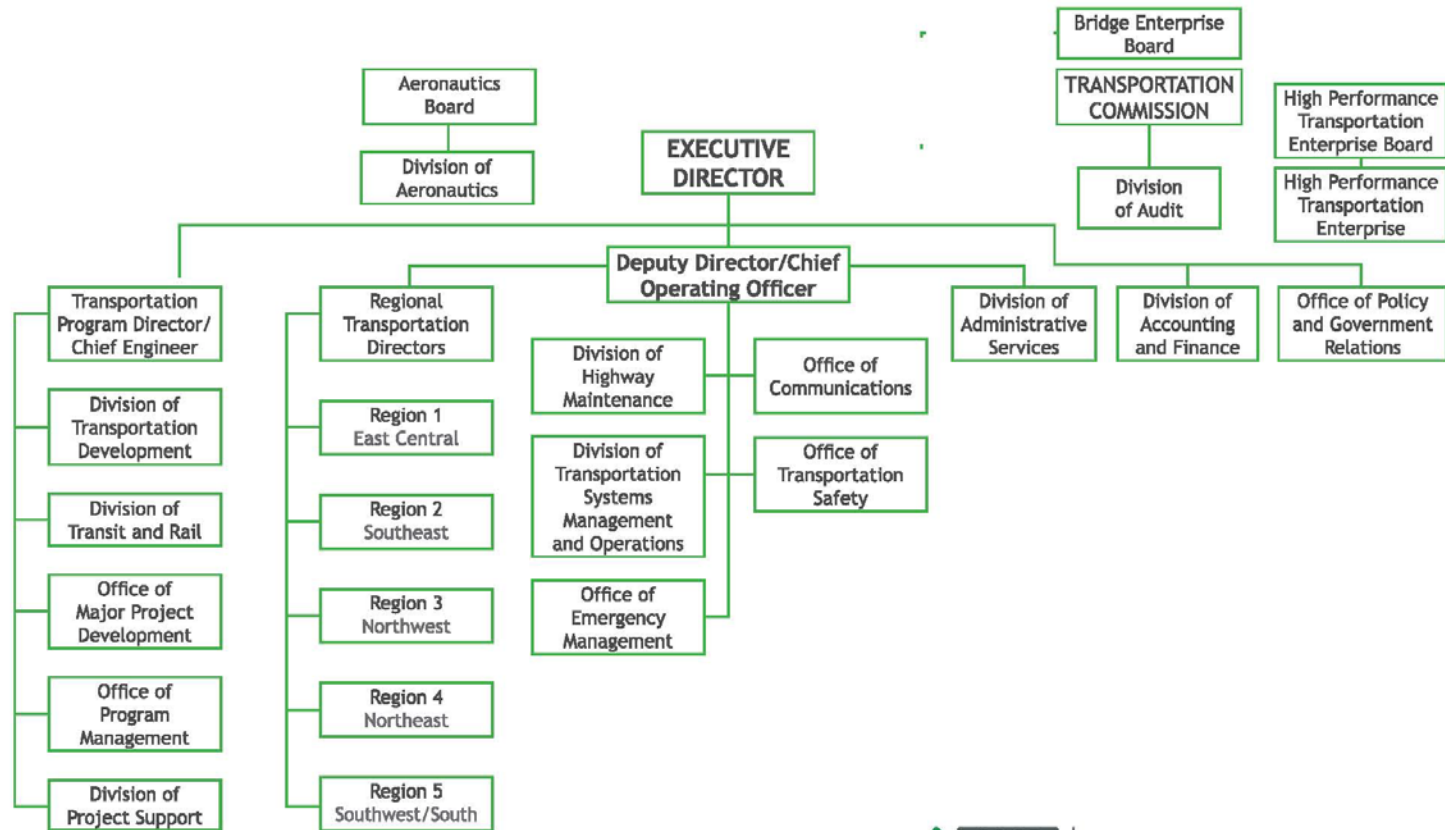 Bridge Enterprise
Board
Aeronautics
Board
TRANSPORTATION
COMMISSION
High Performance
Transportation
Enterprise Board
EXECUTIVE
DIRECTOR
Division of
Aeronautics
Division
of Audit
High Performance
Transportation
Enterprise
Deputy Director/Chief
Operating Officer
Transportation
Program Director/
Chief Engineer
Regional
Transportation
Directors
Division of
Administrative
Services
Division of
Accounting
and Finance
Office of Policy
and Government
Relations
Division of
Highway
Maintenance
Office of
Communications
Division of
Transportation
Development
Region 1
East Central
Division of
Transportation
Systems
Management
and Operations
Office of
Transportation
Safety
Division of
Transit and Rail
Region 2
Southeast
Office of
Major Project
Development
Region 3
Northwest
Office of
Emergency
Management
Office of
Program
Management
Region 4
Northeast
Division of
Project Support
Region 5
Southwest/South